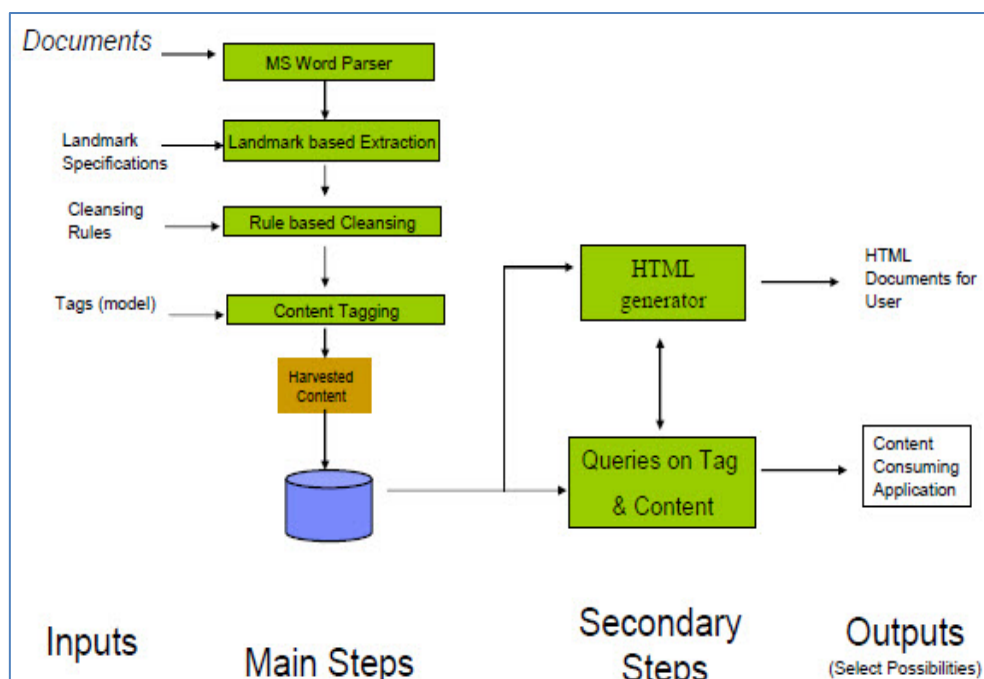 Documents
MS Word Parser
Landmark
Specifications
Landmark based Extraction
Cleansing
Rules
Rule based Cleansing
Tags (model)
Content Tagging
Harvested
Content
HTML
generator
HTML
Documents for
User
Queries on Tag
& Content
Content
Consuming
Application
Inputs
Main Steps
Secondary
Steps
Outputs
(Select Possibilities)